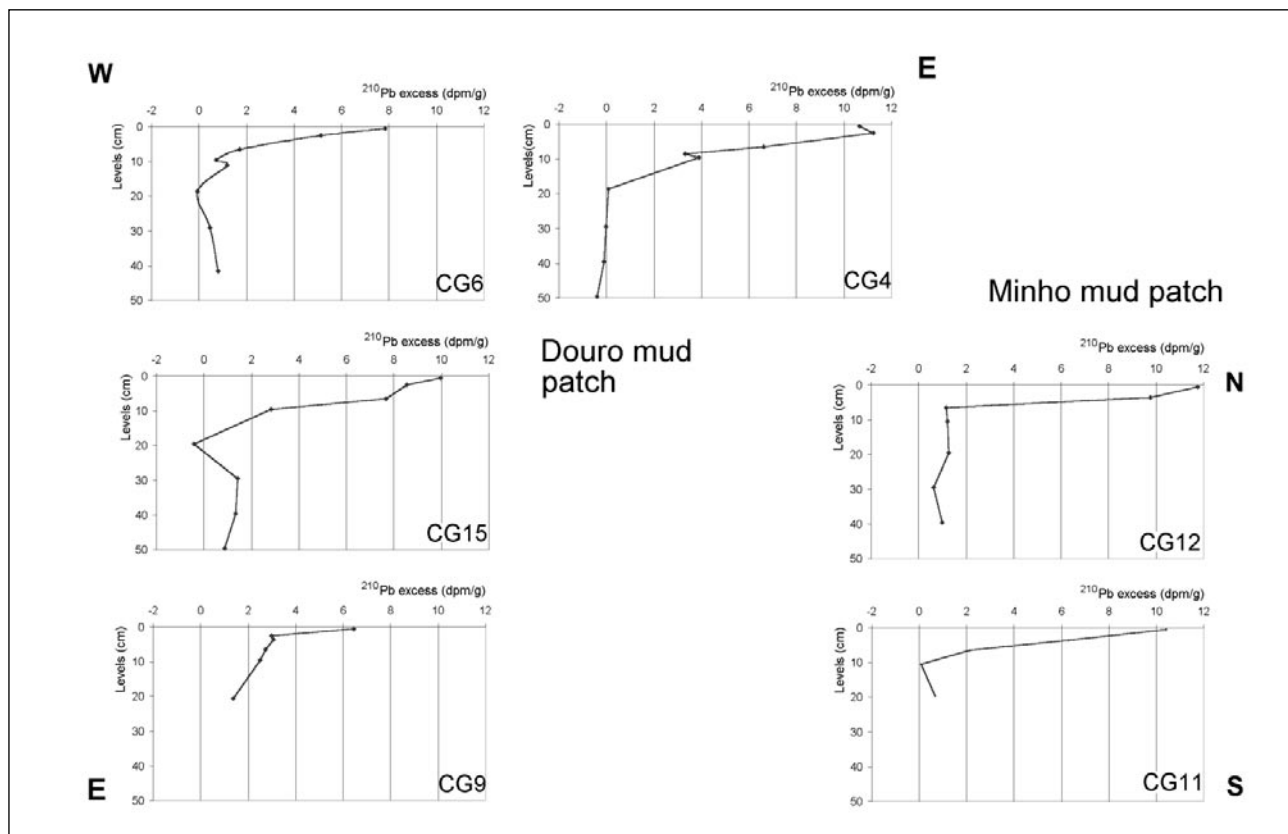 W
E
²¹⁰Pb excess (dpm/g)
-2 0 2 4 6 8 10 12
Levels (cm)
0
10
20
30
40
50
CG6
²¹⁰Pb excess (dpm/g)
-2 0 2 4 6 8 10 12
Levels(cm)
0
10
20
30
40
50
CG4
Minho mud patch
²¹⁰Pb excess (dpm/g)
-2 0 2 4 6 8 10 12
Levels (cm)
0
10
20
30
40
50
CG15
Douro mud
patch
²¹⁰Pb excess (dpm/g)
-2 0 2 4 6 8 10 12
N
Levels (cm)
0
10
20
30
40
50
CG12
²¹⁰Pb excess (dpm/g)
-2 0 2 4 6 8 10 12
Levels (cm)
0
10
20
30
40
50
E
CG9
²¹⁰Pb excess (dpm/g)
-2 0 2 4 6 8 10 12
Levels (cm)
0
10
20
30
40
50
CG11
S